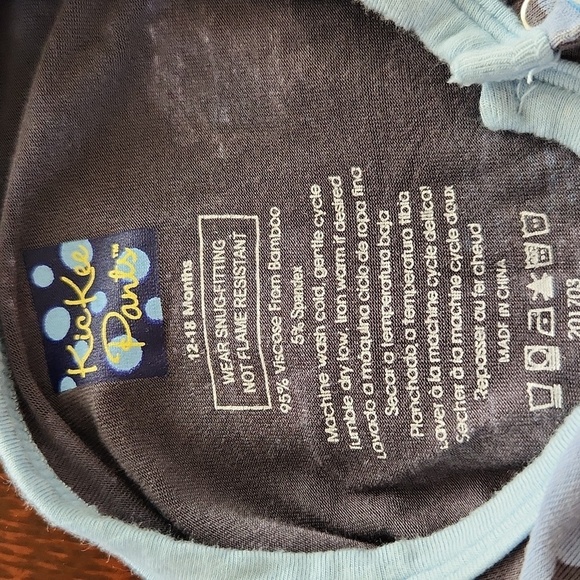 KicKee
Pants™
12-18 Months
WEAR SNUG-FITTING
NOT FLAME RESISTANT
95% Viscose From Bamboo
5% Spandex
Machine wash cold, gentle cycle
Tumble dry low, Iron warm if desired
Lavado a máquina ciclo de ropa fina
Secar a temperatura baja
Planchado a temperatura tibia
Laver à la machine cycle délicat
Sécher à la machine cycle doux
Repasser au fer chaud
MADE IN CHINA
201703